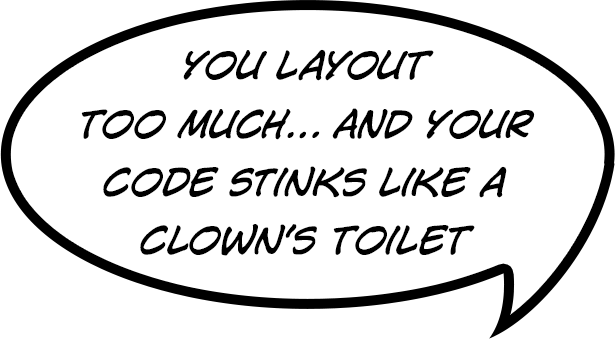 YOU LAYOUT
TOO MUCH... AND YOUR
CODE STINKS LIKE A
CLOWN'S TOILET